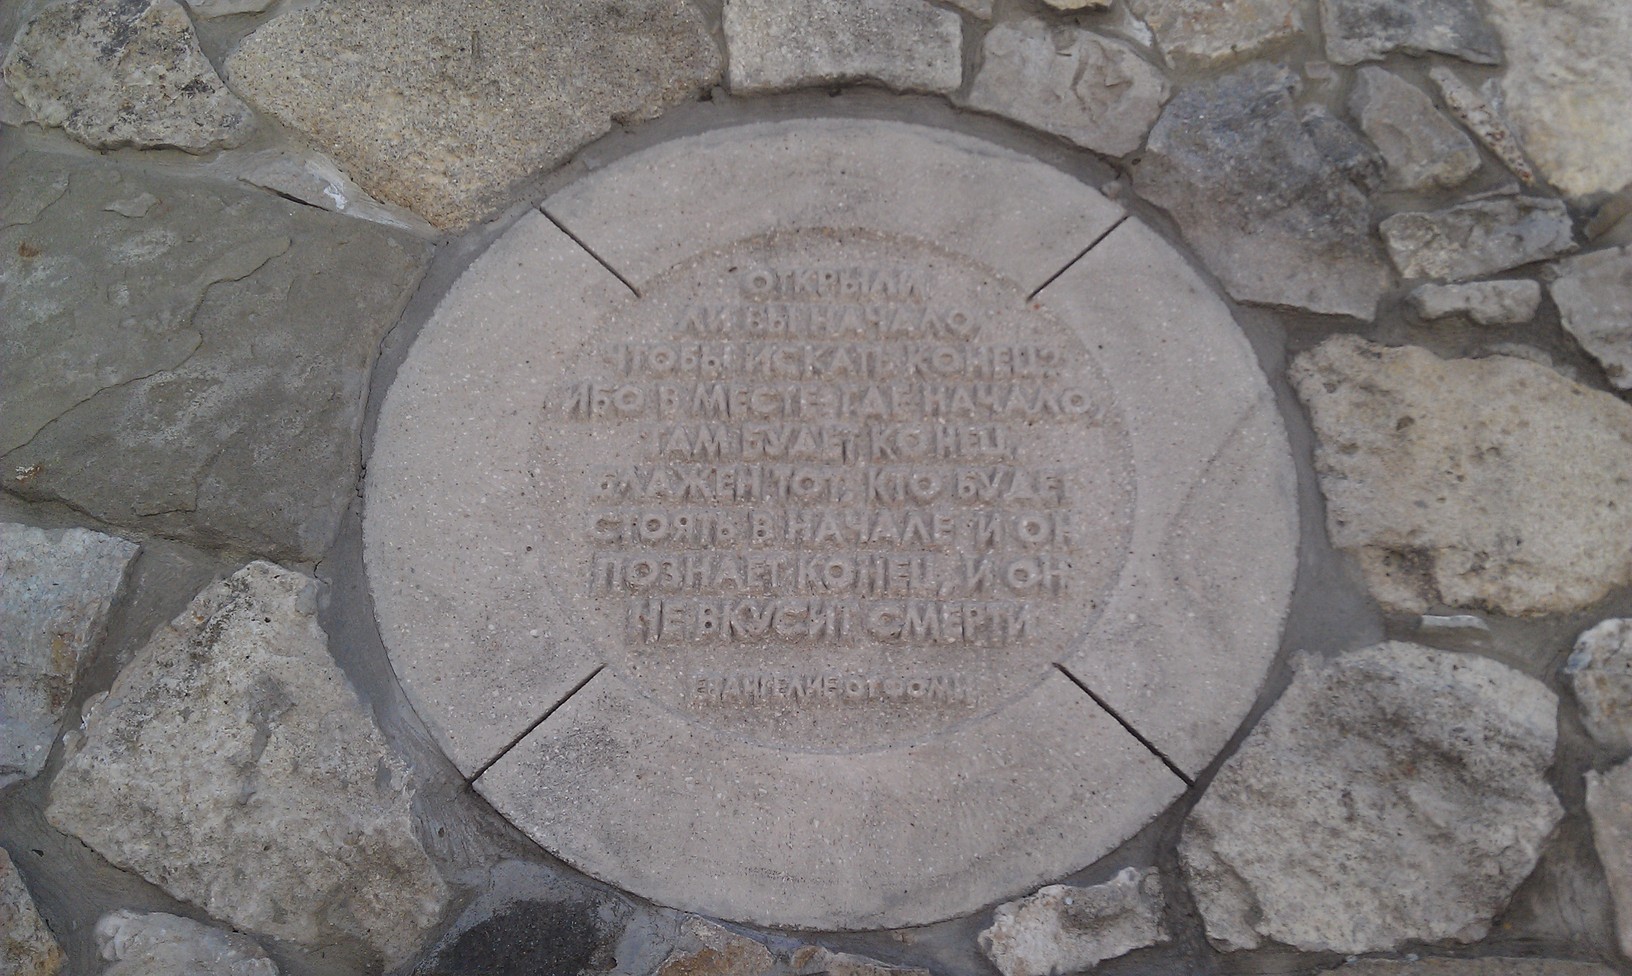 ОТКРЫЛИ
ЛИ ВЫ НАЧАЛО,
ЧТОБЫ ИСКАТЬ КОНЕЦ?
ИБО В МЕСТЕ, ГДЕ НАЧАЛО,
ТАМ БУДЕТ КОНЕЦ.
БЛАЖЕН ТОТ, КТО БУДЕТ
СТОЯТЬ В НАЧАЛЕ: И ОН
ПОЗНАЕТ КОНЕЦ, И ОН
НЕ ВКУСИТ СМЕРТИ
ЕВАНГЕЛИЕ ОТ ФОМЫ